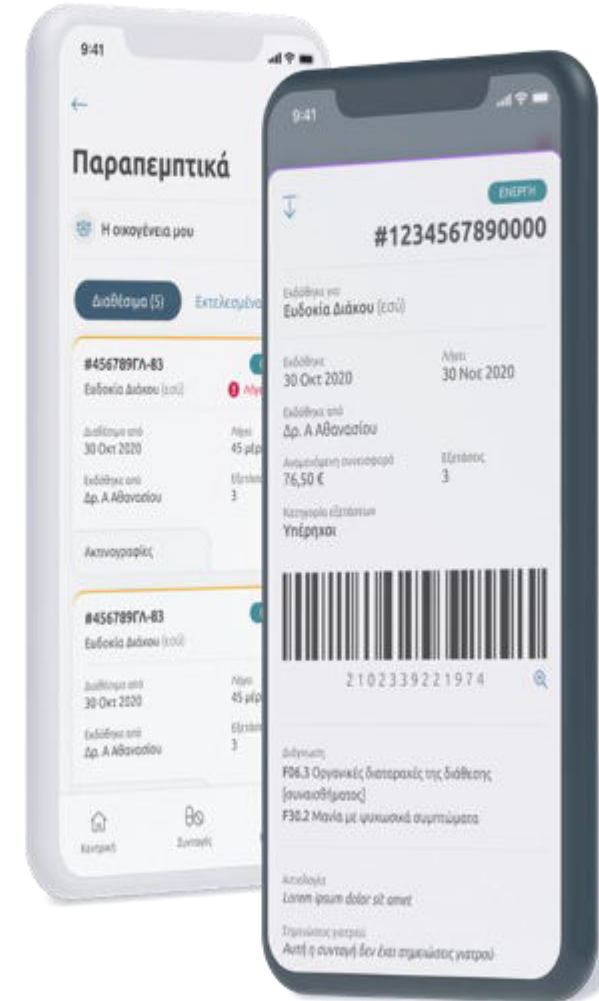 9:41
Παραπεμπτικά
Η οικογένεια μου
Διαθέσιμα (5)
Εκτελεσμένα
#456789ΓΛ-83
Ευδοκία Διάκου (εσύ)
Διαθέσιμο από
30 Οκτ 2020
Λήγει
45 μέρ
Εκδόθηκε από
Δρ. Α Αθανασίου
3
Ακτινογραφίες
#456789ΓΛ-83
Ευδοκία Διάκου (εσύ)
Διαθέσιμο από
30 Οκτ 2020
Λήγει
45 μέρ
Εκδόθηκε από
Δρ. Α Αθανασίου
3
Κεντρική
Συνταγές
9:41
ΕΝΕΡΓΗ
#1234567890000
Εκδόθηκε για
Ευδοκία Διάκου (εσύ)
Εκδόθηκε
30 Οκτ 2020
Λήγει
30 Νοε 2020
Εκδόθηκε από
Δρ. Α Αθανασίου
Αναμενόμενη συνεισφορά
76,50 €
Εξετάσεις
3
Κατηγορία εξετάσεων
Υπέρηχοι
2102339221974
Διάγνωση
F06.3 Οργανικές διαταραχές της διάθεσης
[συναισθήματος]
F30.2 Μανία με ψυχωσικά συμπτώματα
Αιτιολογία
Lorem ipsum dolor sit amet
Σημειώσεις γιατρού
Αυτή η συνταγή δεν έχει σημειώσεις γιατρού